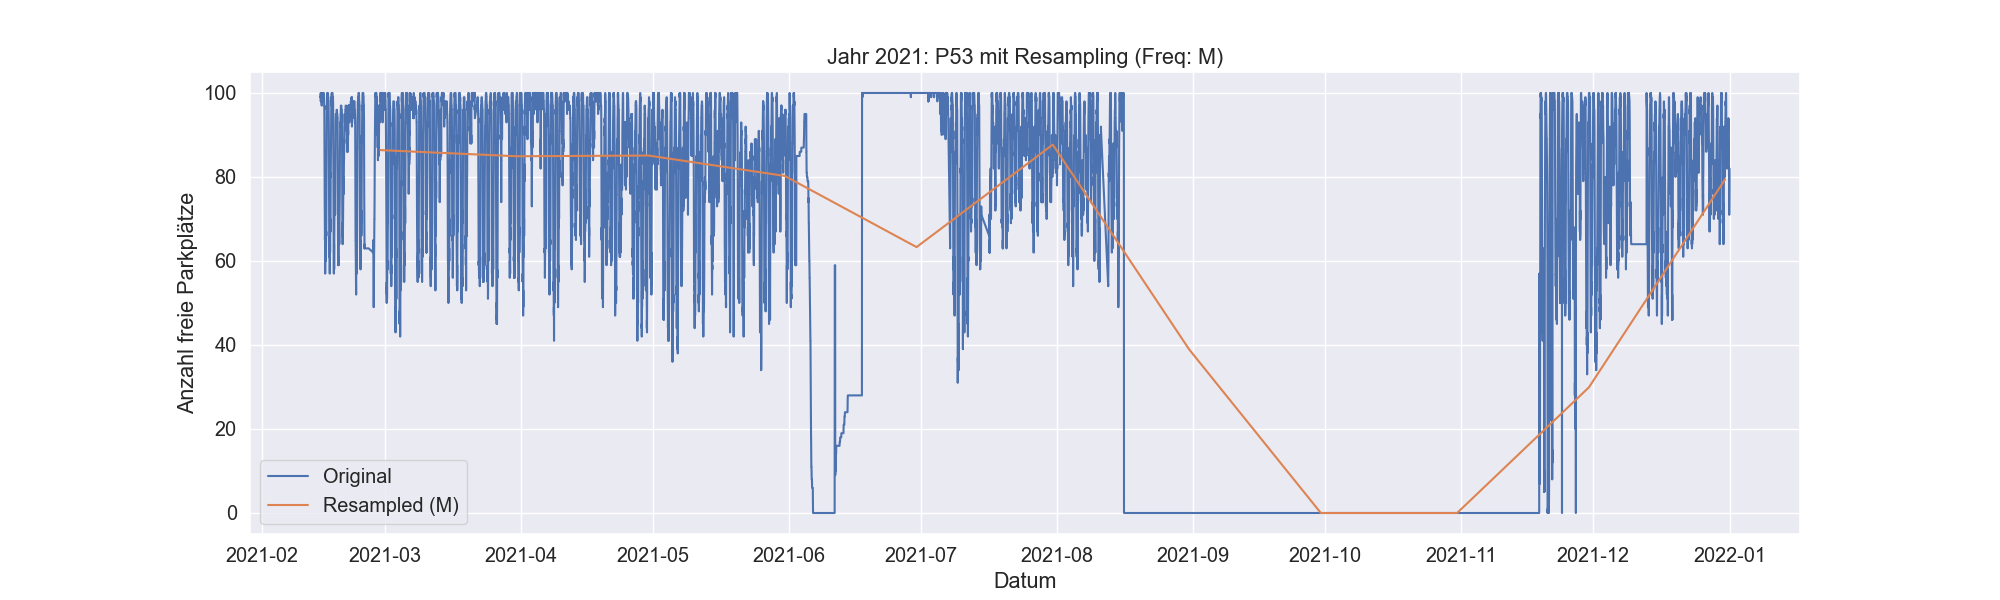 Jahr 2021: P53 mit Resampling (Freq: M)
Anzahl freie Parkplätze
100
80
60
40
20
0
Original
Resampled (M)
2021-02 2021-03 2021-04 2021-05 2021-06 2021-07 2021-08 2021-09 2021-10 2021-11 2021-12 2022-01
Datum